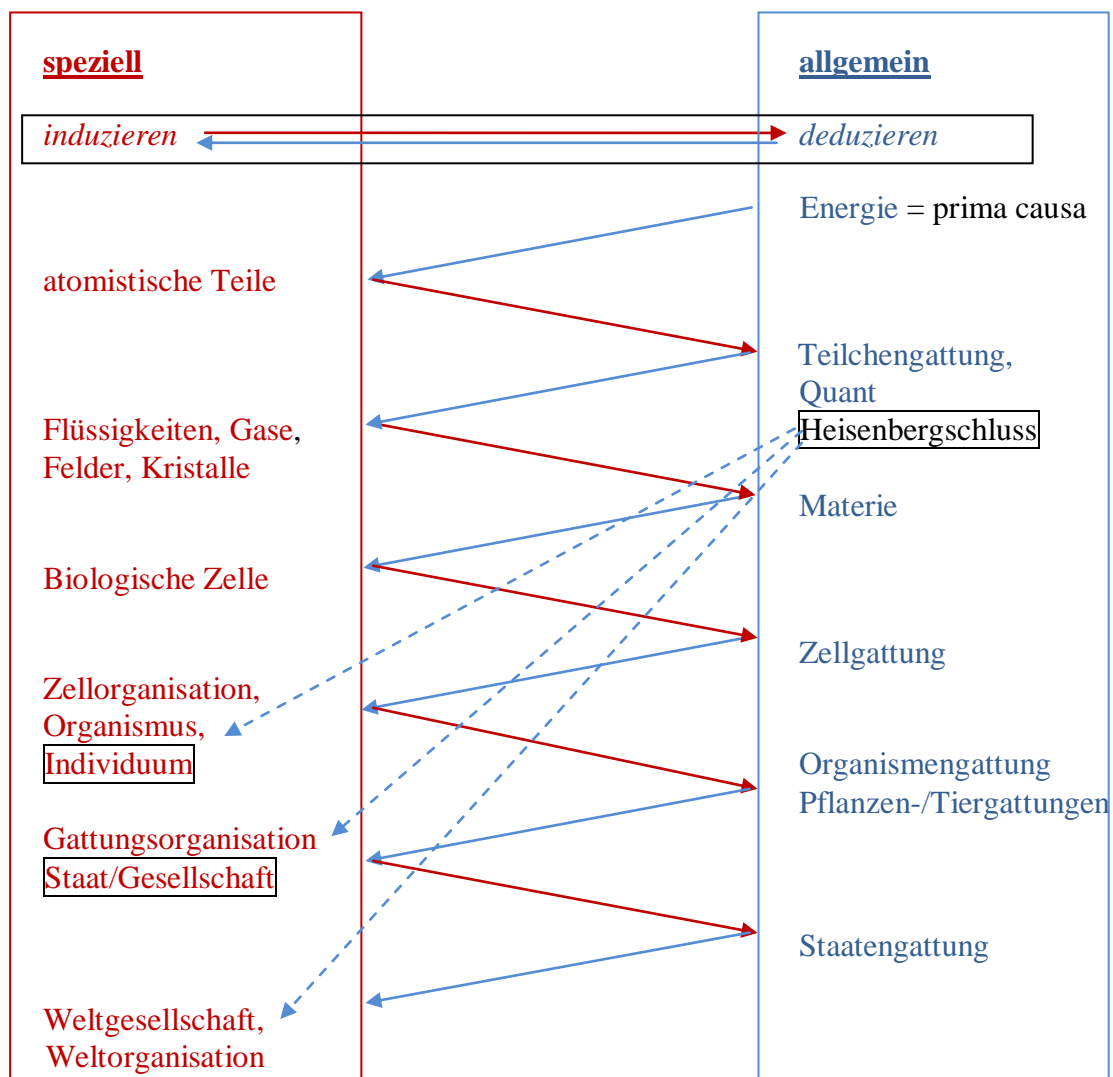 speziell
allgemein
induzieren
deduzieren
Energie = prima causa
atomistische Teile
Teilchengattung,
Quant
Heisenbergschluss
Flüssigkeiten, Gase,
Felder, Kristalle
Materie
Biologische Zelle
Zellgattung
Zellorganisation,
Organismus,
Individuum
Organismengattung
Pflanzen-/Tiergattungen
Gattungsorganisation
Staat/Gesellschaft
Staatengattung
Weltgesellschaft,
Weltorganisation